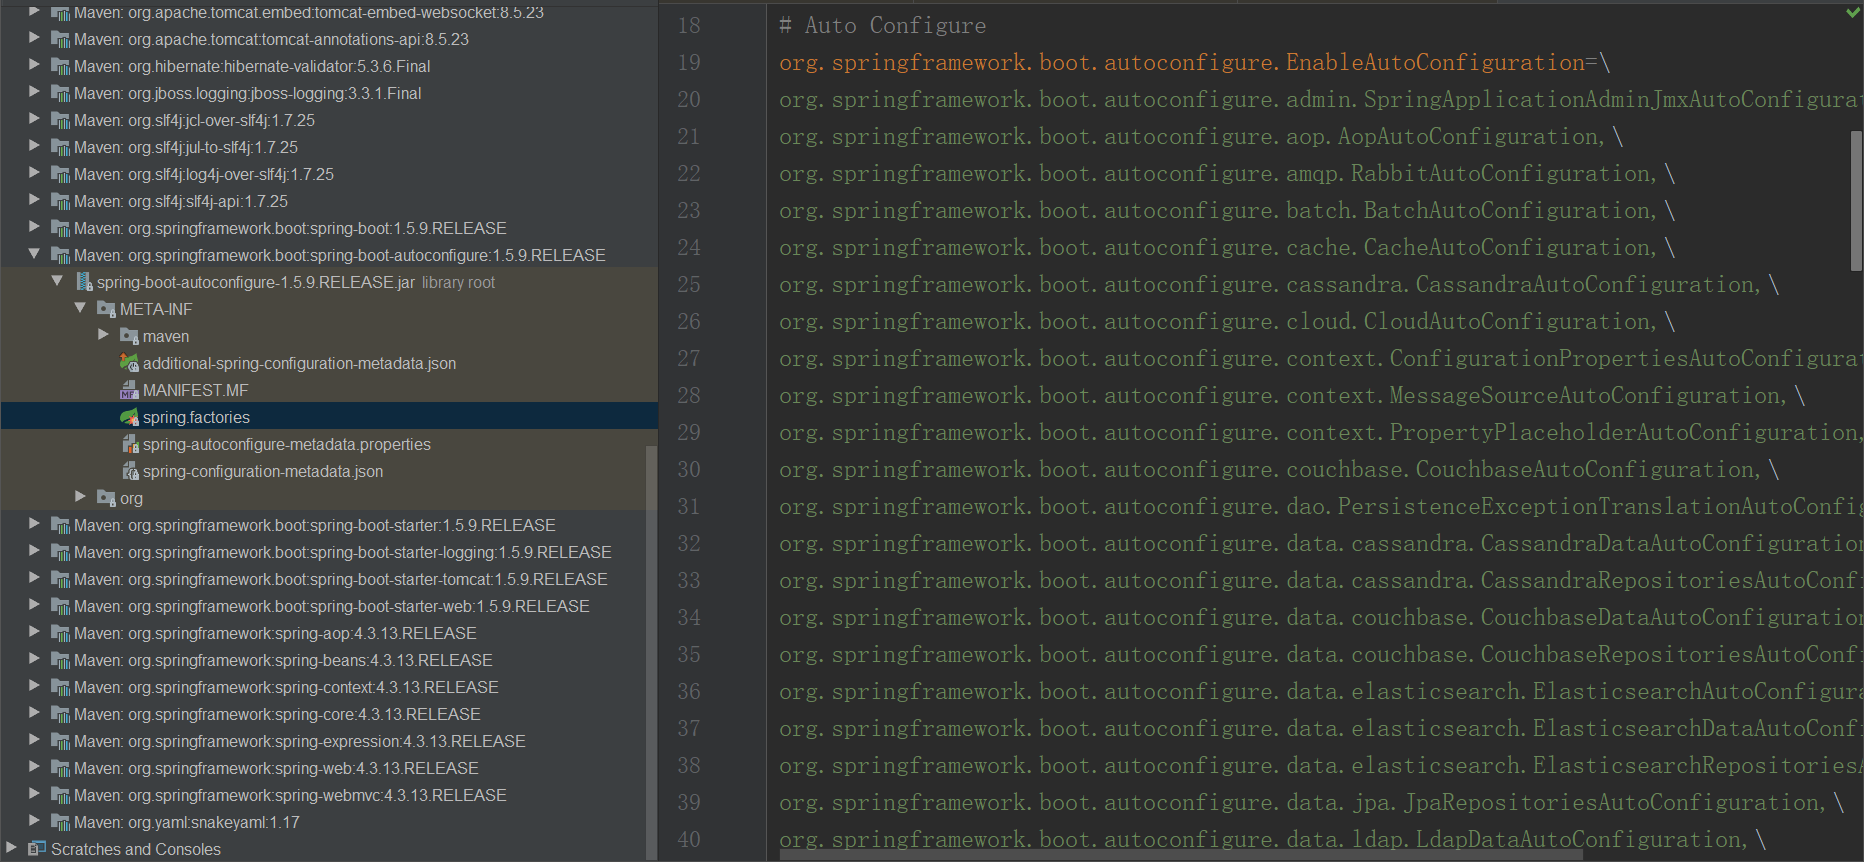 Maven: org.apache.tomcat.embed:tomcat-embed-websocket:8.5.23
Maven: org.apache.tomcat:tomcat-annotations-api:8.5.23
Maven: org.hibernate:hibernate-validator:5.3.6.Final
Maven: org.jboss.logging:jboss-logging:3.3.1.Final
Maven: org.slf4j:jcl-over-slf4j:1.7.25
Maven: org.slf4j:jul-to-slf4j:1.7.25
Maven: org.slf4j:log4j-over-slf4j:1.7.25
Maven: org.slf4j:slf4j-api:1.7.25
Maven: org.springframework.boot:spring-boot:1.5.9.RELEASE
Maven: org.springframework.boot:spring-boot-autoconfigure:1.5.9.RELEASE
spring-boot-autoconfigure-1.5.9.RELEASE.jar library root
META-INF
maven
additional-spring-configuration-metadata.json
MANIFEST.MF
spring.factories
spring-autoconfigure-metadata.properties
spring-configuration-metadata.json
org
Maven: org.springframework.boot:spring-boot-starter:1.5.9.RELEASE
Maven: org.springframework.boot:spring-boot-starter-logging:1.5.9.RELEASE
Maven: org.springframework.boot:spring-boot-starter-tomcat:1.5.9.RELEASE
Maven: org.springframework.boot:spring-boot-starter-web:1.5.9.RELEASE
Maven: org.springframework:spring-aop:4.3.13.RELEASE
Maven: org.springframework:spring-beans:4.3.13.RELEASE
Maven: org.springframework:spring-context:4.3.13.RELEASE
Maven: org.springframework:spring-core:4.3.13.RELEASE
Maven: org.springframework:spring-expression:4.3.13.RELEASE
Maven: org.springframework:spring-web:4.3.13.RELEASE
Maven: org.springframework:spring-webmvc:4.3.13.RELEASE
Maven: org.yaml:snakeyaml:1.17
Scratches and Consoles
18 # Auto Configure
19 org.springframework.boot.autoconfigure.EnableAutoConfiguration=\
20 org.springframework.boot.autoconfigure.admin.SpringApplicationAdminJmxAutoConfigurat
21 org.springframework.boot.autoconfigure.aop.AopAutoConfiguration,\
22 org.springframework.boot.autoconfigure.amqp.RabbitAutoConfiguration,\
23 org.springframework.boot.autoconfigure.batch.BatchAutoConfiguration,\
24 org.springframework.boot.autoconfigure.cache.CacheAutoConfiguration,\
25 org.springframework.boot.autoconfigure.cassandra.CassandraAutoConfiguration,\
26 org.springframework.boot.autoconfigure.cloud.CloudAutoConfiguration,\
27 org.springframework.boot.autoconfigure.context.ConfigurationPropertiesAutoConfigurat
28 org.springframework.boot.autoconfigure.context.MessageSourceAutoConfiguration,\
29 org.springframework.boot.autoconfigure.context.PropertyPlaceholderAutoConfiguration,
30 org.springframework.boot.autoconfigure.couchbase.CouchbaseAutoConfiguration,\
31 org.springframework.boot.autoconfigure.dao.PersistenceExceptionTranslationAutoConfig
32 org.springframework.boot.autoconfigure.data.cassandra.CassandraDataAutoConfiguration
33 org.springframework.boot.autoconfigure.data.cassandra.CassandraRepositoriesAutoConfi
34 org.springframework.boot.autoconfigure.data.couchbase.CouchbaseDataAutoConfiguration
35 org.springframework.boot.autoconfigure.data.couchbase.CouchbaseRepositoriesAutoConfi
36 org.springframework.boot.autoconfigure.data.elasticsearch.ElasticsearchAutoConfigura
37 org.springframework.boot.autoconfigure.data.elasticsearch.ElasticsearchDataAutoConfi
38 org.springframework.boot.autoconfigure.data.elasticsearch.ElasticsearchRepositoriesA
39 org.springframework.boot.autoconfigure.data.jpa.JpaRepositoriesAutoConfiguration,\
40 org.springframework.boot.autoconfigure.data.ldap.LdapDataAutoConfiguration,\